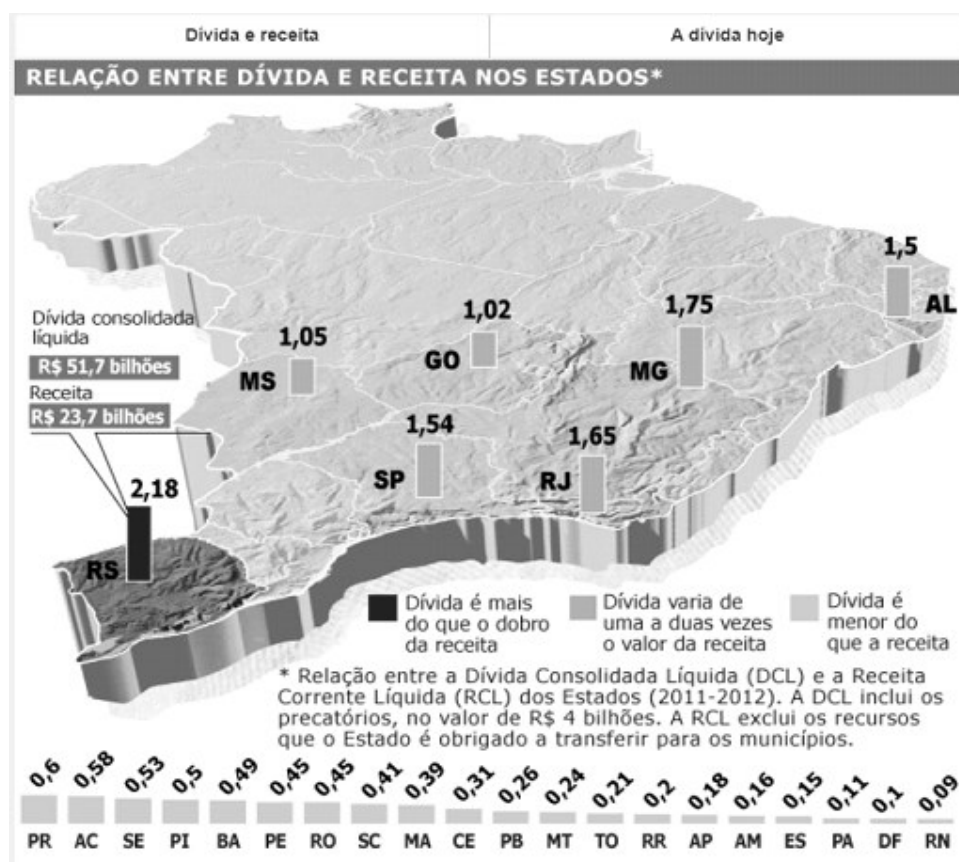 Dívida e receita
A dívida hoje
RELAÇÃO ENTRE DÍVIDA E RECEITA NOS ESTADOS*
1,5
AL
1,75
MG
1,02
GO
1,05
MS
Dívida consolidada
líquida
R$ 51,7 bilhões
Receita
R$ 23,7 bilhões
1,54
SP
1,65
RJ
2,18
RS
Dívida é mais
do que o dobro
da receita
Dívida varia de
uma a duas vezes
o valor da receita
Dívida é
menor do
que a receita
* Relação entre a Dívida Consolidada Líquida (DCL) e a Receita
Corrente Líquida (RCL) dos Estados (2011-2012). A DCL inclui os
precatórios, no valor de R$ 4 bilhões. A RCL exclui os recursos
que o Estado é obrigado a transferir para os municípios.
0,6 0,58 0,53 0,5 0,49 0,45 0,45 0,41 0,39 0,31 0,26 0,24 0,21 0,2 0,18 0,16 0,15 0,11 0,1 0,09
PR AC SE PI BA PE RO SC MA CE PB MT TO RR AP AM ES PA DF RN